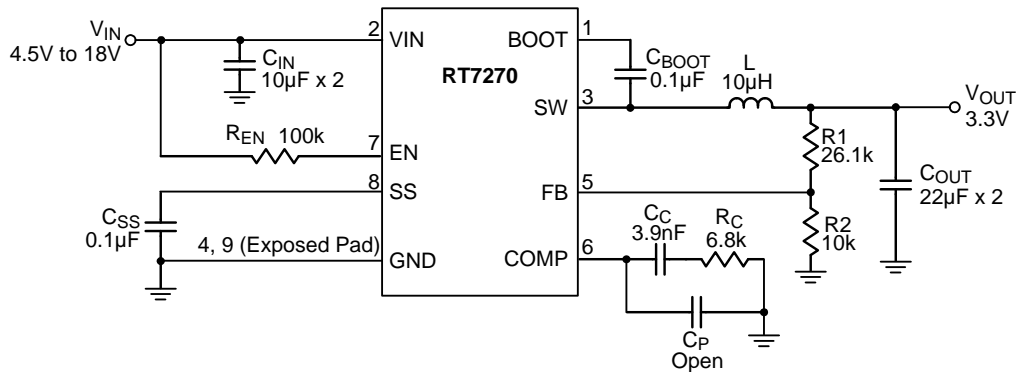 VIN
4.5V to 18V
CIN
10µF x 2
REN 100k
CSS
0.1µF
4, 9 (Exposed Pad)
2
7
8
VIN
EN
SS
GND
RT7270
BOOT
SW
FB
COMP
1
3
5
6
CBOOT
0.1µF
L
10µH
VOUT
3.3V
R1
26.1k
COUT
22µF x 2
R2
10k
CC
3.9nF
RC
6.8k
CP
Open